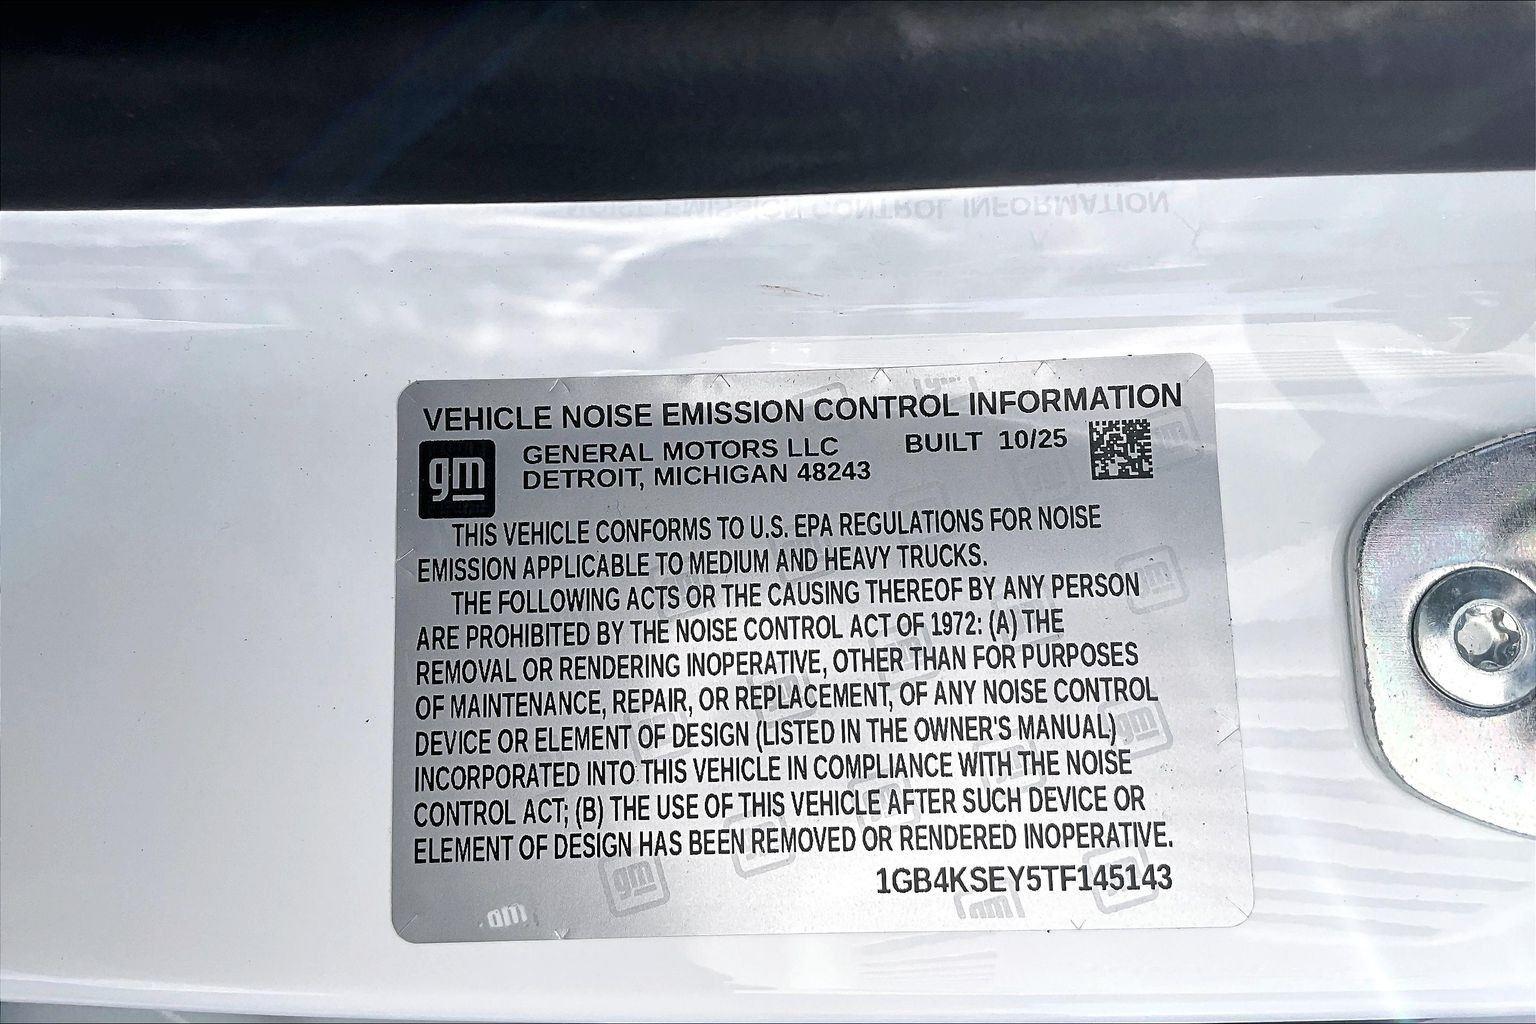 VEHICLE NOISE EMISSION CONTROL INFORMATION
gm
GENERAL MOTORS LLC BUILT 10/25
DETROIT, MICHIGAN 48243
THIS VEHICLE CONFORMS TO U.S. EPA REGULATIONS FOR NOISE
EMISSION APPLICABLE TO MEDIUM AND HEAVY TRUCKS.
THE FOLLOWING ACTS OR THE CAUSING THEREOF BY ANY PERSON
ARE PROHIBITED BY THE NOISE CONTROL ACT OF 1972: (A) THE
REMOVAL OR RENDERING INOPERATIVE, OTHER THAN FOR PURPOSES
OF MAINTENANCE, REPAIR, OR REPLACEMENT, OF ANY NOISE CONTROL
DEVICE OR ELEMENT OF DESIGN (LISTED IN THE OWNER'S MANUAL)
INCORPORATED INTO THIS VEHICLE IN COMPLIANCE WITH THE NOISE
CONTROL ACT; (B) THE USE OF THIS VEHICLE AFTER SUCH DEVICE OR
ELEMENT OF DESIGN HAS BEEN REMOVED OR RENDERED INOPERATIVE.
1GB4KSEY5TF145143